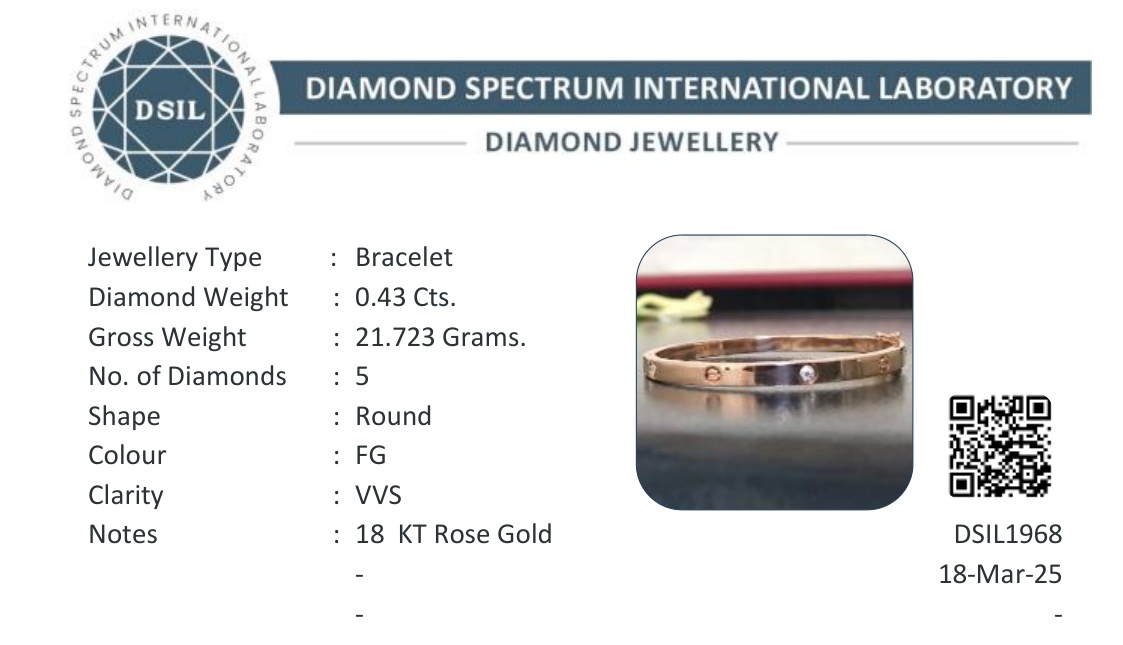 DIAMOND SPECTRUM INTERNATIONAL LABORATORY
DSIL
DIAMOND SPECTRUM INTERNATIONAL LABORATORY
DIAMOND JEWELLERY
Jewellery Type : Bracelet
Diamond Weight : 0.43 Cts.
Gross Weight : 21.723 Grams.
No. of Diamonds : 5
Shape : Round
Colour : FG
Clarity : VVS
Notes : 18 KT Rose Gold
DSIL1968
-
18-Mar-25
-
-